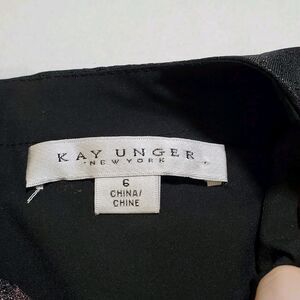 KAY UNGER
NEW YORK
6
CHINA/
CHINE